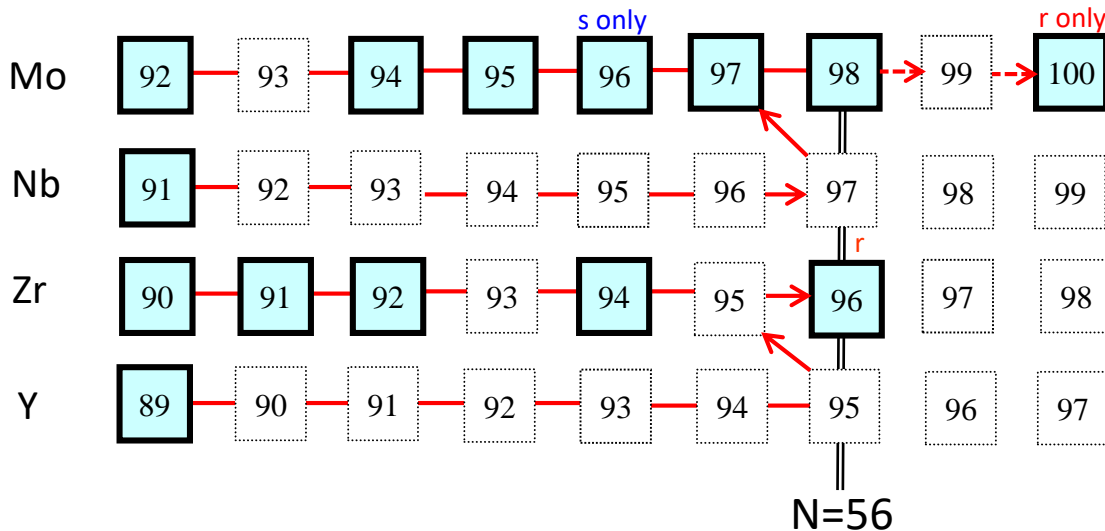 s only r only
Mo 92 93 94 95 96 97 98 99 100
Nb 91 92 93 94 95 96 97 98 99
r
Zr 90 91 92 93 94 95 96 97 98
Y 89 90 91 92 93 94 95 96 97
N=56